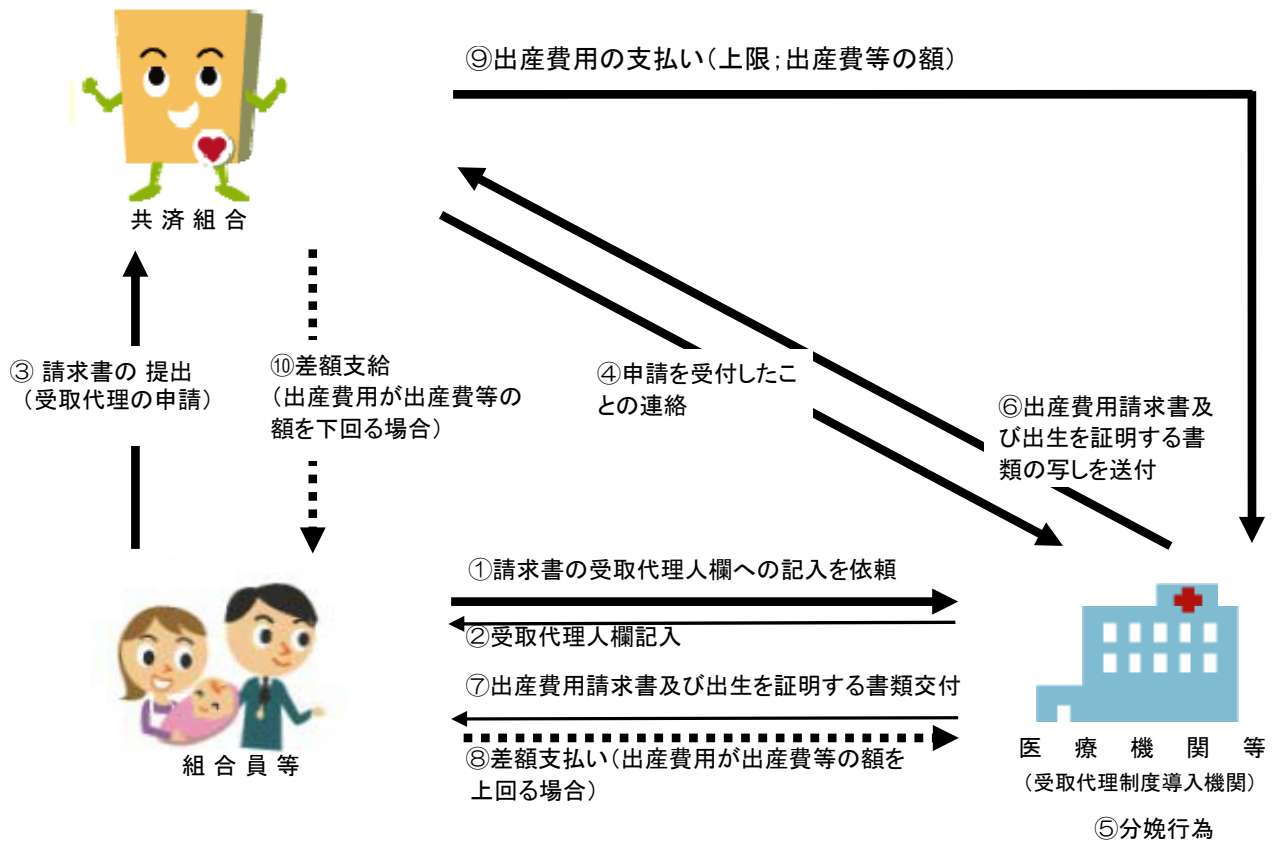 ⑨出産費用の支払い(上限;出産費等の額)
共済組合
③ 請求書の 提出
(受取代理の申請)
⑩差額支給
(出産費用が出産費等の
額を下回る場合)
④申請を受付したこ
との連絡
⑥出産費用請求書及
び出生を証明する書
類の写しを送付
①請求書の受取代理人欄への記入を依頼
②受取代理人欄記入
⑦出産費用請求書及び出生を証明する書類交付
⑧差額支払い(出産費用が出産費等の額を
上回る場合)
組合員等
医療機関等
(受取代理制度導入機関)
⑤分娩行為